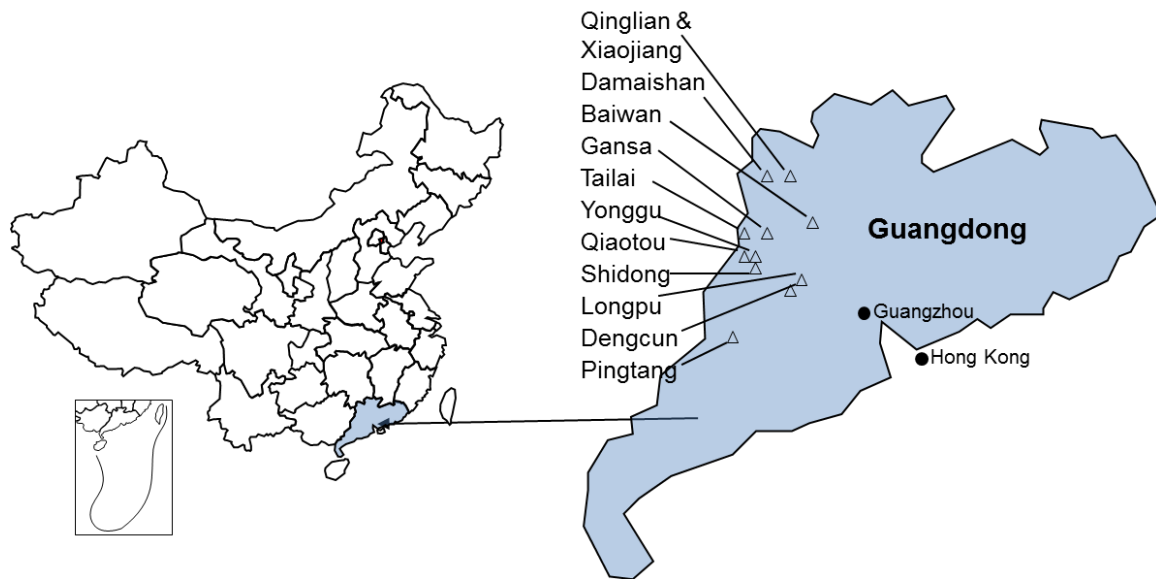 Qinglian &
Xiaojiang
Damaishan
Baiwan
Gansa
Tailai
Yonggu
Qiaotou
Shidong
Longpu
Dengcun
Pingtang
Guangdong
Guangzhou
Hong Kong